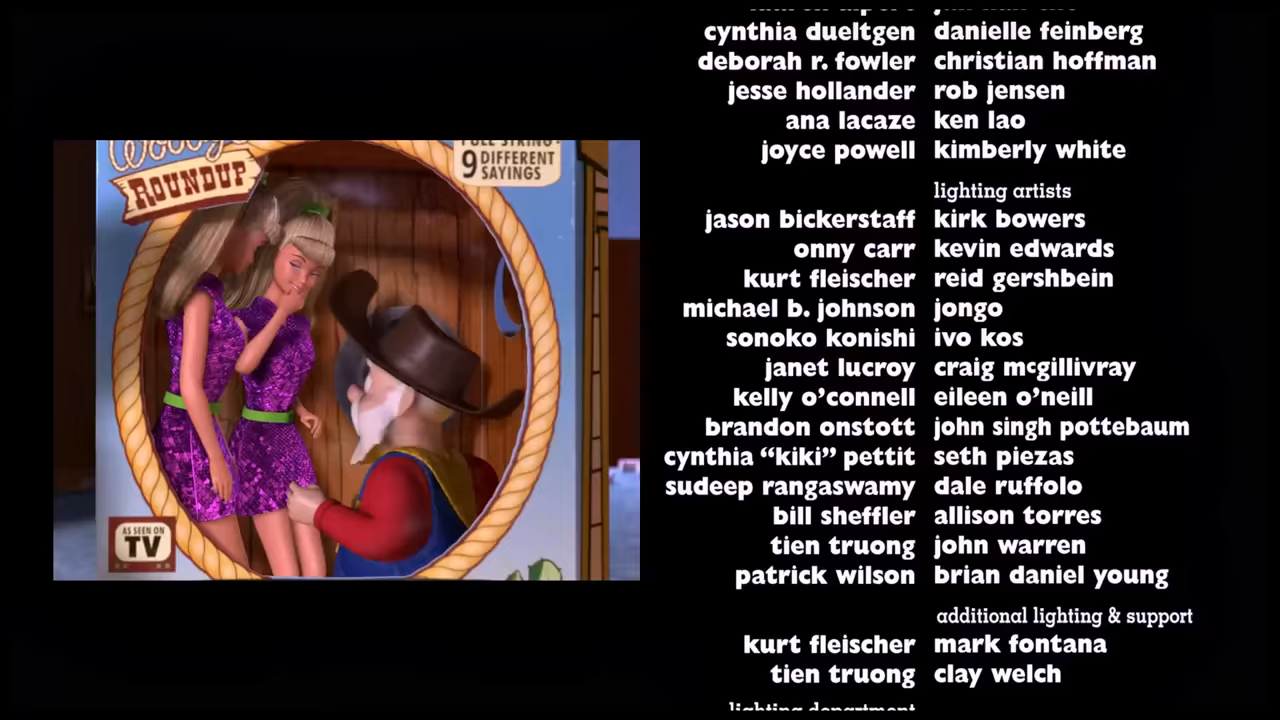 Woody's
ROUNDUP
PULL STRING
9 DIFFERENT
SAYINGS
AS SEEN ON
TV
cynthia dueltgen danielle feinberg
deborah r. fowler christian hoffman
jesse hollander rob jensen
ana lacaze ken lao
joyce powell kimberly white
lighting artists
jason bickerstaff kirk bowers
onny carr kevin edwards
kurt fleischer reid gershbein
michael b. johnson jongo
sonoko konishi ivo kos
janet lucroy craig mcgillivray
kelly o'connell eileen o'neill
brandon onstott john singh pottebaum
cynthia “kiki” pettit seth piezas
sudeep rangaswamy dale ruffolo
bill sheffler allison torres
tien truong john warren
patrick wilson brian daniel young
additional lighting & support
kurt fleischer mark fontana
tien truong clay welch
lighting department